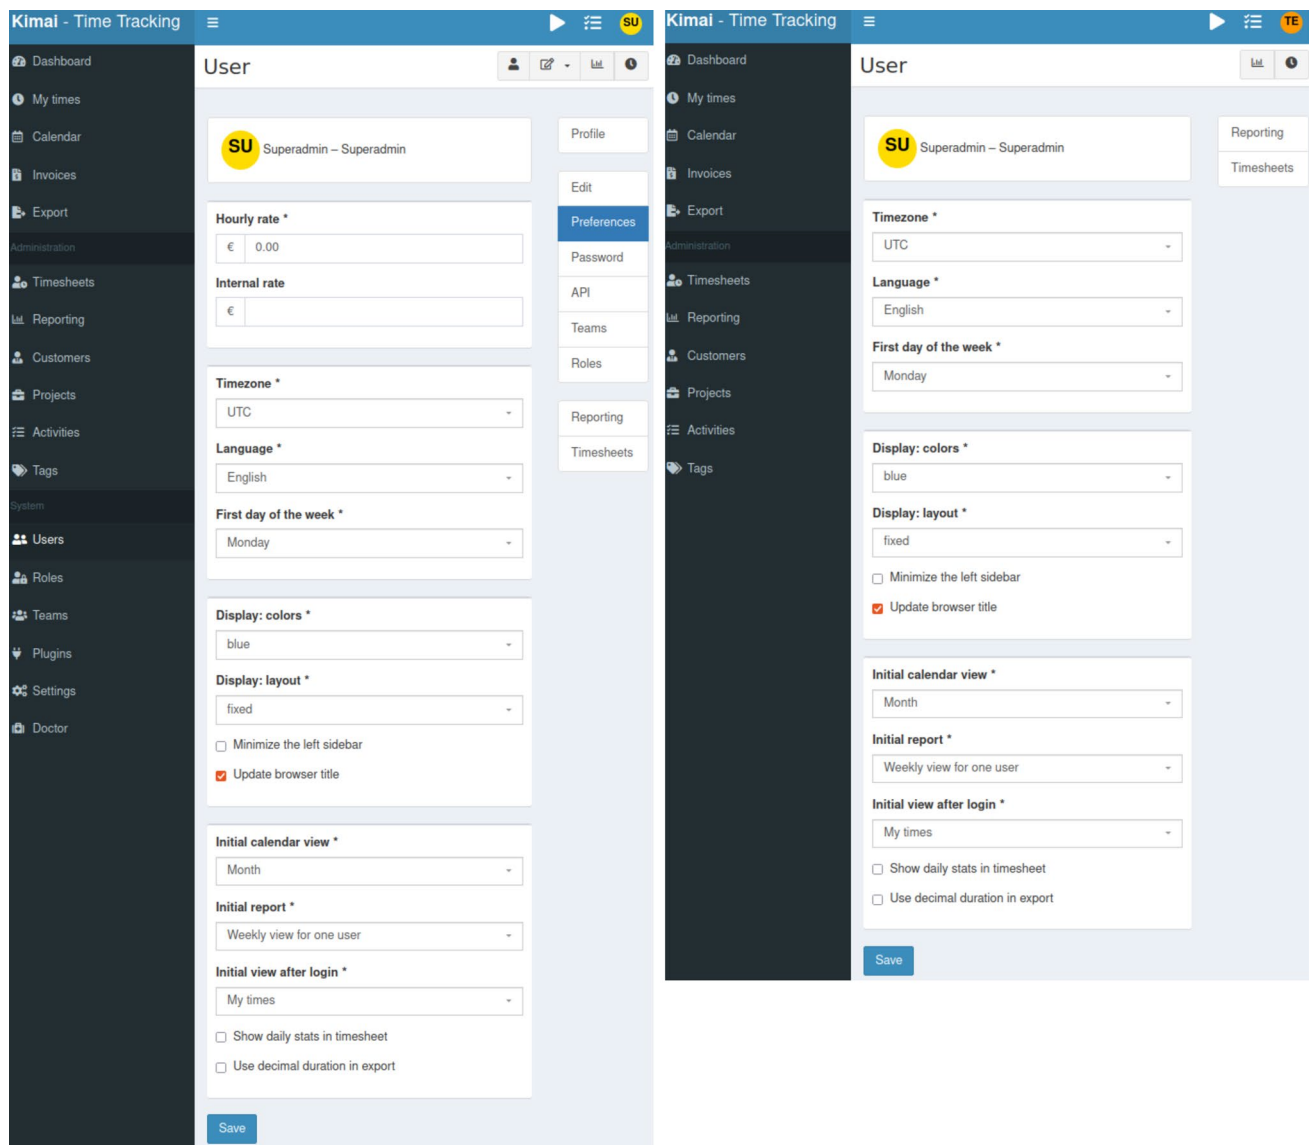 Kimai - Time Tracking
SU
Dashboard
My times
Calendar
Invoices
Export
Administration
Timesheets
Reporting
Customers
Projects
Activities
Tags
System
Users
Roles
Teams
Plugins
Settings
Doctor
User
SU Superadmin – Superadmin
Hourly rate *
€ 0.00
Internal rate
€
Timezone *
UTC
Language *
English
First day of the week *
Monday
Display: colors *
blue
Display: layout *
fixed
Minimize the left sidebar
Update browser title
Initial calendar view *
Month
Initial report *
Weekly view for one user
Initial view after login *
My times
Show daily stats in timesheet
Use decimal duration in export
Save
Profile
Edit
Preferences
Password
API
Teams
Roles
Reporting
Timesheets
Kimai - Time Tracking
TE
Dashboard
My times
Calendar
Invoices
Export
Administration
Timesheets
Reporting
Customers
Projects
Activities
Tags
User
SU Superadmin – Superadmin
Timezone *
UTC
Language *
English
First day of the week *
Monday
Display: colors *
blue
Display: layout *
fixed
Minimize the left sidebar
Update browser title
Initial calendar view *
Month
Initial report *
Weekly view for one user
Initial view after login *
My times
Show daily stats in timesheet
Use decimal duration in export
Save
Reporting
Timesheets